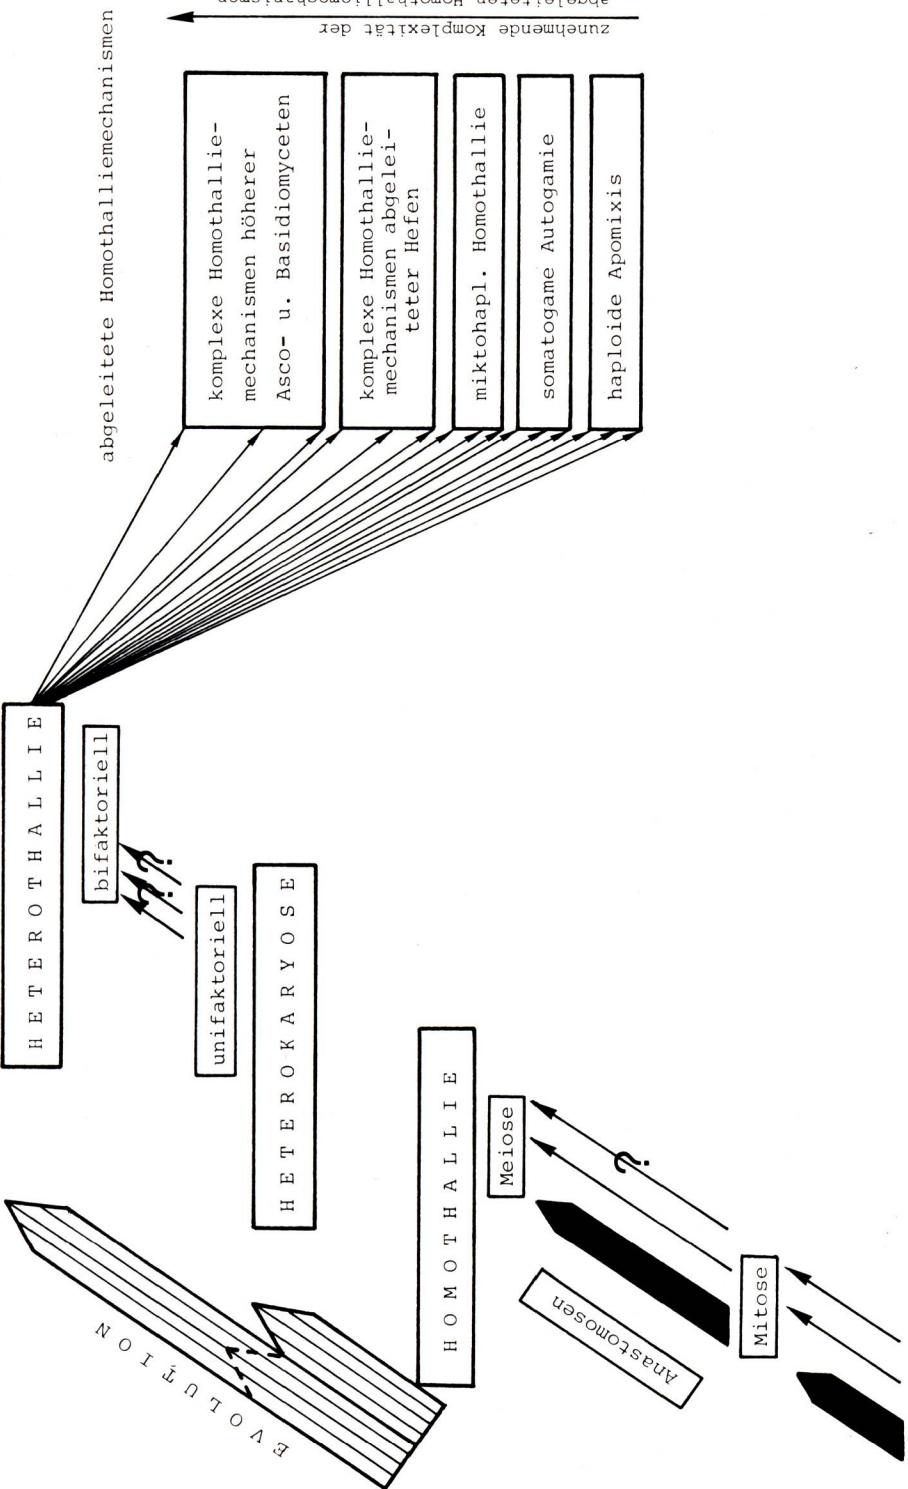 HETEROTHALLIE
bifaktoriell
? ?
unifaktoriell
HETEROKARYOSE
EVOLUTION
HOMOTHALLIE
Meiose
?
Anastomosen
Mitose
abgeleitete Homothalliemechanismen
komplexe Homothallie-
mechanismen höherer
Asco- u. Basidiomyceten
komplexe Homothallie-
mechanismen abgelei-
teter Hefen
miktohapl. Homothallie
somatogame Autogamie
haploide Apomixis
zunehmende Komplexität der
abgeleiteten Homothalliemechanismen